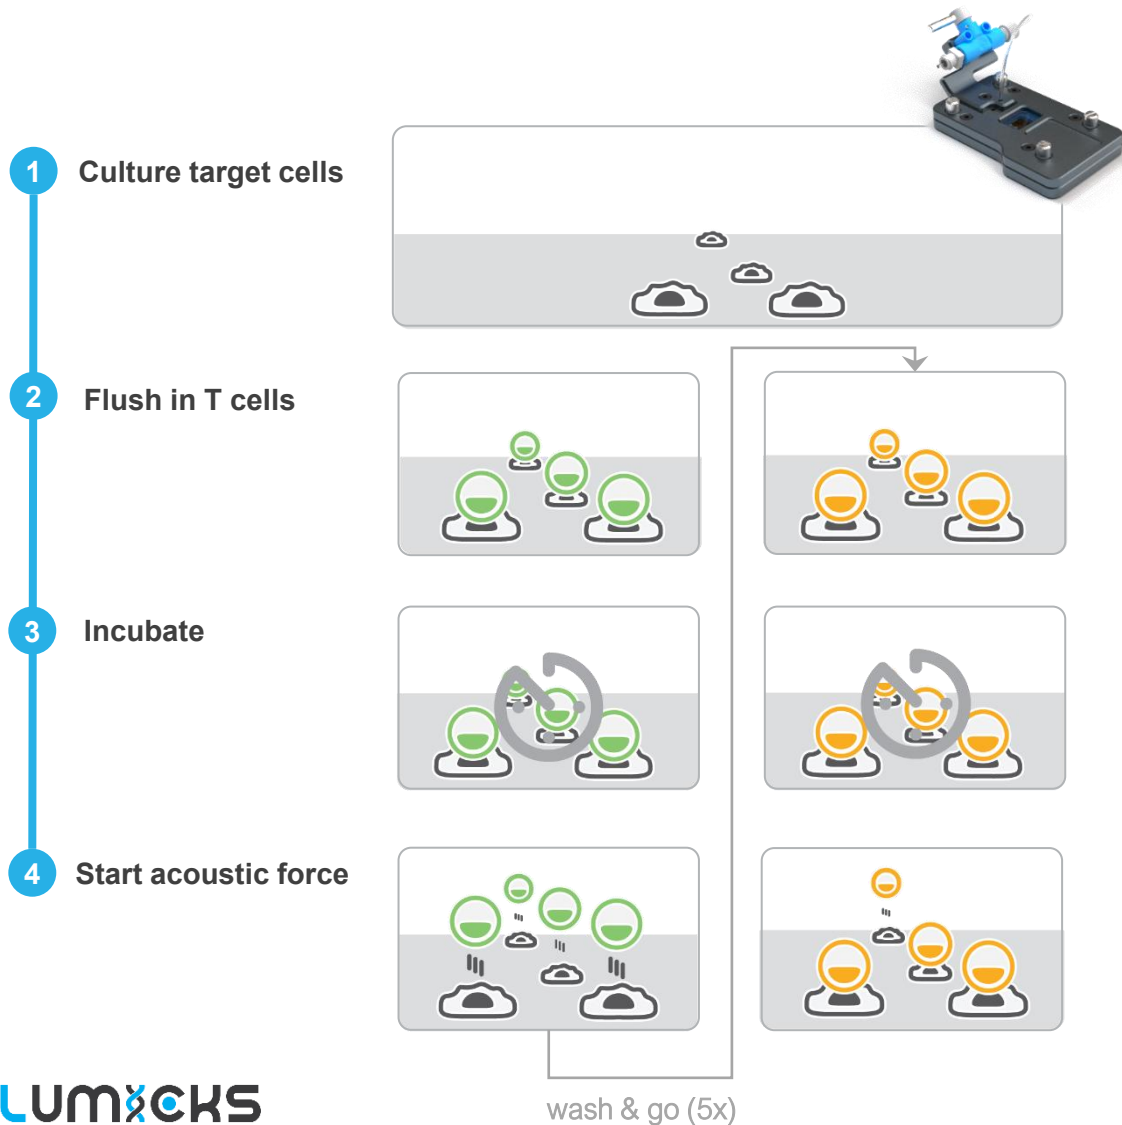 1 Culture target cells
2 Flush in T cells
3 Incubate
4 Start acoustic force
LUMICKS
wash & go (5x)